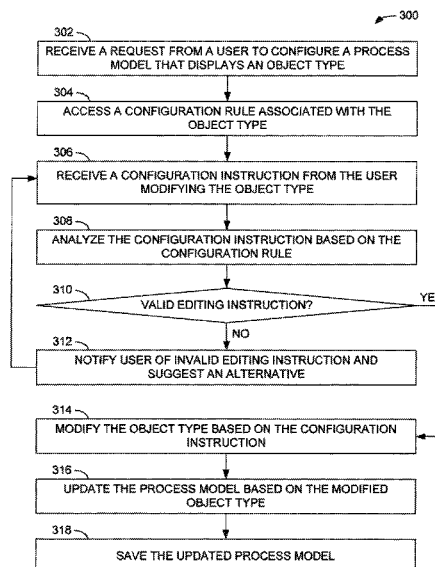 300
302
RECEIVE A REQUEST FROM A USER TO CONFIGURE A PROCESS
MODEL THAT DISPLAYS AN OBJECT TYPE
304
ACCESS A CONFIGURATION RULE ASSOCIATED WITH THE
OBJECT TYPE
306
RECEIVE A CONFIGURATION INSTRUCTION FROM THE USER
MODIFYING THE OBJECT TYPE
308
ANALYZE THE CONFIGURATION INSTRUCTION BASED ON THE
CONFIGURATION RULE
310
VALID EDITING INSTRUCTION?
YE
NO
312
NOTIFY USER OF INVALID EDITING INSTRUCTION AND
SUGGEST AN ALTERNATIVE
314
MODIFY THE OBJECT TYPE BASED ON THE CONFIGURATION
INSTRUCTION
316
UPDATE THE PROCESS MODEL BASED ON THE MODIFIED
OBJECT TYPE
318
SAVE THE UPDATED PROCESS MODEL